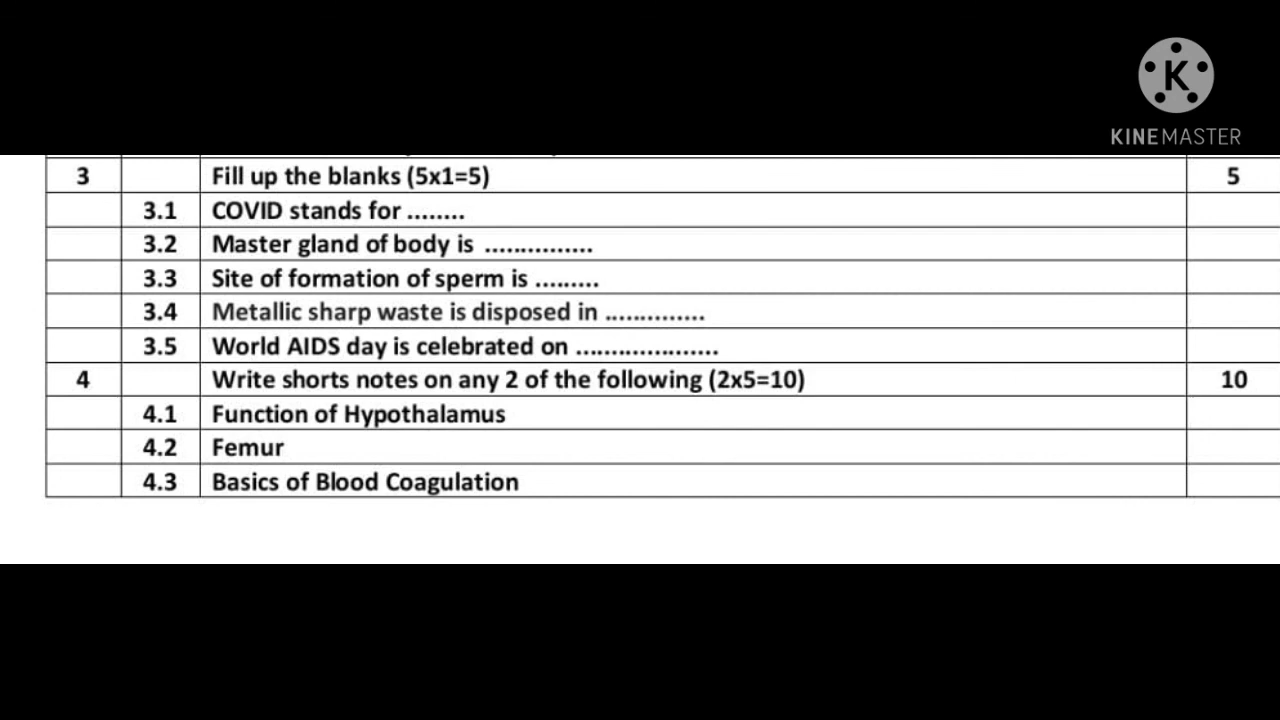 K
KINEMASTER
3 Fill up the blanks (5x1=5) 5
3.1 COVID stands for ........
3.2 Master gland of body is ...............
3.3 Site of formation of sperm is .........
3.4 Metallic sharp waste is disposed in ..............
3.5 World AIDS day is celebrated on ....................
4 Write shorts notes on any 2 of the following (2x5=10) 10
4.1 Function of Hypothalamus
4.2 Femur
4.3 Basics of Blood Coagulation